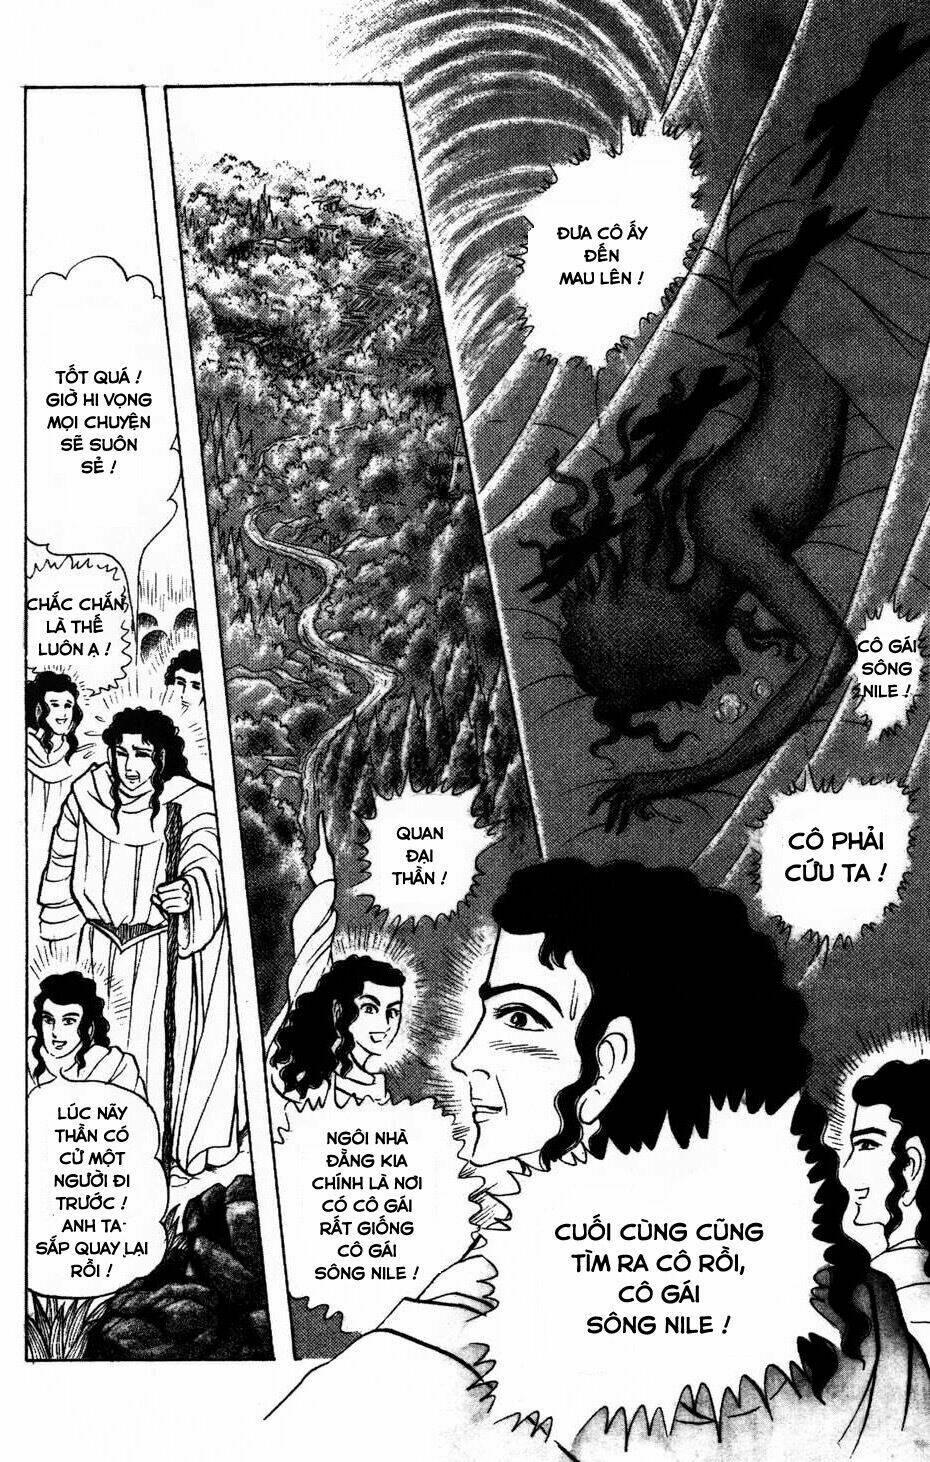 ĐƯA CÔ ẤY
ĐẾN
MAU LÊN !
CÔ GÁI
SÔNG
NILE !
CÔ PHẢI
CỨU TA !
QUAN
ĐẠI
THẦN !
NGÔI NHÀ
ĐẰNG KIA
CHÍNH LÀ NƠI
CÓ CÔ GÁI
RẤT GIỐNG
CÔ GÁI
SÔNG NILE !
CUỐI CÙNG CŨNG
TÌM RA CÔ RỒI,
CÔ GÁI
SÔNG NILE !
TỐT QUÁ !
GIỜ HI VỌNG
MỌI CHUYỆN
SẼ SUÔN
SẺ !
CHẮC CHẮN
LÀ THẾ
LUÔN Ạ !
LÚC NÃY
THẦN CÓ
CỬ MỘT
NGƯỜI ĐI
TRƯỚC !
ANH TA
SẮP QUAY LẠI
RỒI !